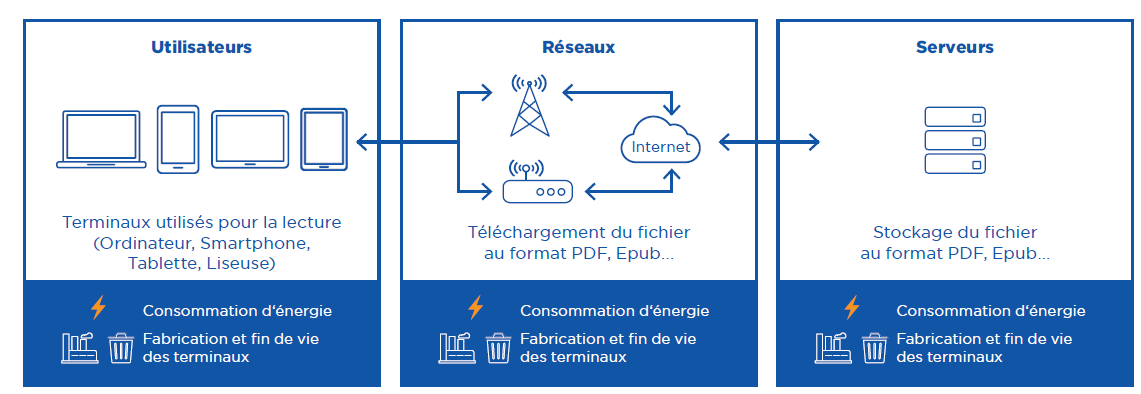 Utilisateurs
Terminaux utilisés pour la lecture
(Ordinateur, Smartphone,
Tablette, Liseuse)
Consommation d‘énergie
Fabrication et fin de vie
des terminaux
Réseaux
Internet
Téléchargement du fichier
au format PDF, Epub...
Consommation d‘énergie
Fabrication et fin de vie
des terminaux
Serveurs
Stockage du fichier
au format PDF, Epub...
Consommation d‘énergie
Fabrication et fin de vie
des terminaux